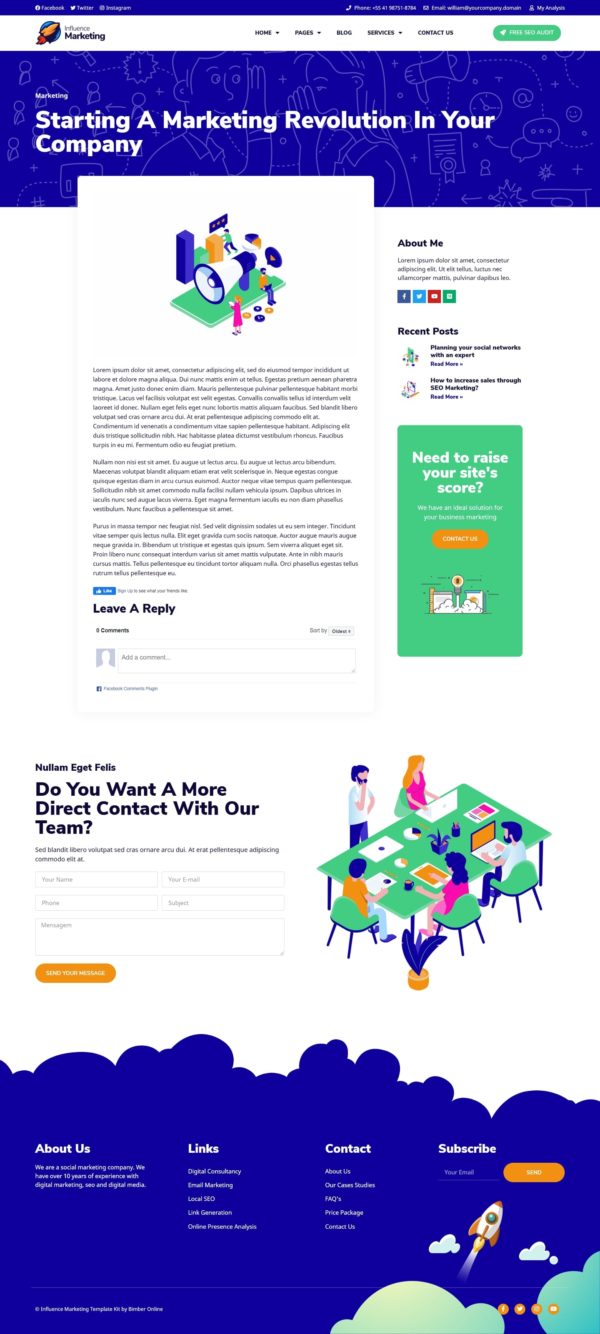 Facebook Twitter Instagram Phone: +55 41 98751-8784 Email: william@yourcompany.domain My Analysis
Influence
Marketing
HOME PAGES BLOG SERVICES CONTACT US FREE SEO AUDIT
Marketing
Starting A Marketing Revolution In Your
Company
Lorem ipsum dolor sit amet, consectetur adipiscing elit, sed do eiusmod tempor incididunt ut
labore et dolore magna aliqua. Dui nunc mattis enim ut tellus. Egestas pretium aenean pharetra
magna. Amet justo donec enim diam. Mauris pellentesque pulvinar pellentesque habitant morbi
tristique. Lacus vel facilisis volutpat est velit egestas. Convallis convallis tellus id interdum velit
laoreet id donec. Nullam eget felis eget nunc lobortis mattis aliquam faucibus. Sed blandit libero
volutpat sed cras ornare arcu dui. At erat pellentesque adipiscing commodo elit at.
Condimentum id venenatis a condimentum vitae sapien pellentesque habitant. Adipiscing elit
duis tristique sollicitudin nibh. Hac habitasse platea dictumst vestibulum rhoncus. Faucibus
turpis in eu mi. Fermentum odio eu feugiat pretium.
Nullam non nisi est sit amet. Eu augue ut lectus arcu. Eu augue ut lectus arcu bibendum.
Maecenas volutpat blandit aliquam etiam erat velit scelerisque in. Neque egestas congue
quisque egestas diam in arcu cursus euismod. Auctor neque vitae tempus quam pellentesque.
Sollicitudin nibh sit amet commodo nulla facilisi nullam vehicula ipsum. Dapibus ultrices in
iaculis nunc sed augue lacus viverra. Eget magna fermentum iaculis eu non diam phasellus
vestibulum. Nunc faucibus a pellentesque sit amet.
Purus in massa tempor nec feugiat nisl. Sed velit dignissim sodales ut eu sem integer. Tincidunt
vitae semper quis lectus nulla. Elit eget gravida cum sociis natoque. Auctor augue mauris augue
neque gravida in. Bibendum ut tristique et egestas quis ipsum. Sem viverra aliquet eget sit.
Proin libero nunc consequat interdum varius sit amet mattis vulputate. Ante in nibh mauris
cursus mattis. Tellus pellentesque eu tincidunt tortor aliquam nulla. Orci phasellus egestas tellus
rutrum tellus pellentesque eu.
Like Sign Up to see what your friends like.
Leave A Reply
0 Comments Sort by Oldest
Add a comment...
Facebook Comments Plugin
About Me
Lorem ipsum dolor sit amet, consectetur
adipiscing elit. Ut elit tellus, luctus nec
ullamcorper mattis, pulvinar dapibus leo.
Recent Posts
Planning your social networks
with an expert
Read More »
How to increase sales through
SEO Marketing?
Read More »
Need to raise
your site's
score?
We have an ideal solution for
your business marketing
CONTACT US
Nullam Eget Felis
Do You Want A More
Direct Contact With Our
Team?
Sed blandit libero volutpat sed cras ornare arcu dui. At erat pellentesque adipiscing
commodo elit at.
Your Name Your E-mail
Phone Subject
Mensagem
SEND YOUR MESSAGE
About Us
We are a social marketing company. We
have over 10 years of experience with
digital marketing, seo and digital media.
Links
Digital Consultancy
Email Marketing
Local SEO
Link Generation
Online Presence Analysis
Contact
About Us
Our Cases Studies
FAQ's
Price Package
Contact Us
Subscribe
Your Email SEND
© Influence Marketing Template Kit by Bimber Online